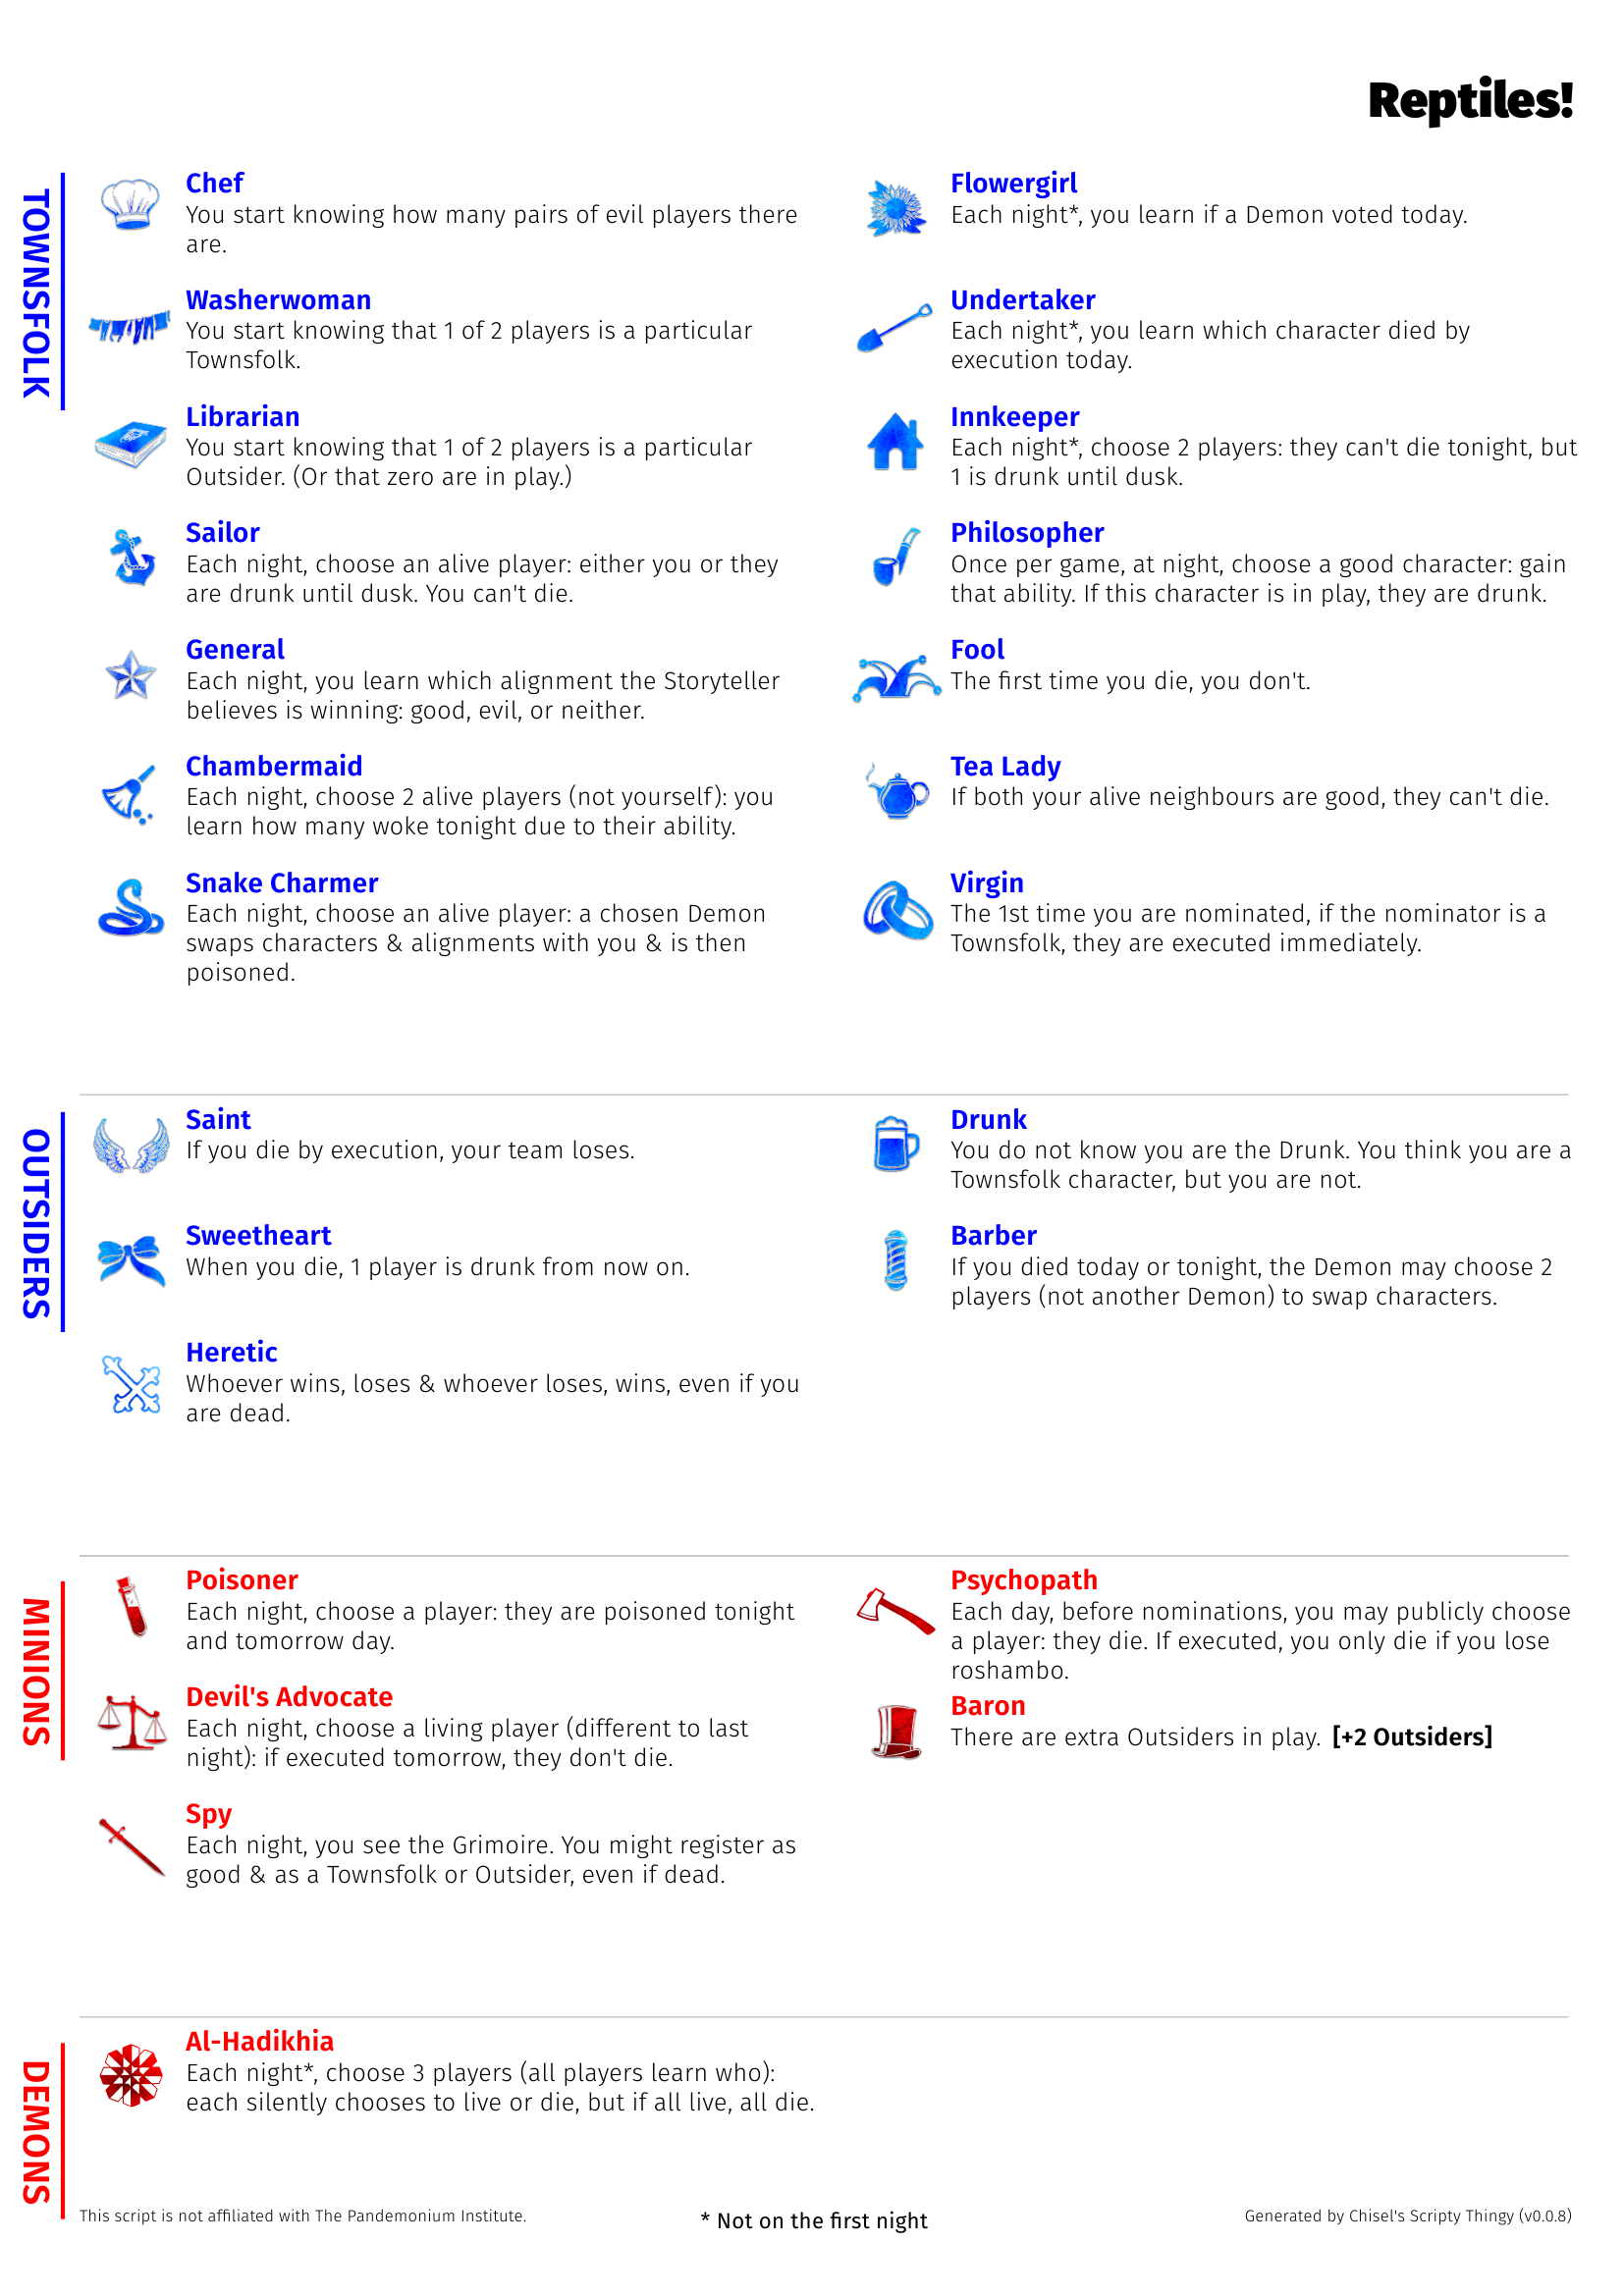 Reptiles!
TOWNSFOLK
Chef
You start knowing how many pairs of evil players there
are.
Washerwoman
You start knowing that 1 of 2 players is a particular
Townsfolk.
Librarian
You start knowing that 1 of 2 players is a particular
Outsider. (Or that zero are in play.)
Sailor
Each night, choose an alive player: either you or they
are drunk until dusk. You can't die.
General
Each night, you learn which alignment the Storyteller
believes is winning: good, evil, or neither.
Chambermaid
Each night, choose 2 alive players (not yourself): you
learn how many woke tonight due to their ability.
Snake Charmer
Each night, choose an alive player: a chosen Demon
swaps characters & alignments with you & is then
poisoned.
Flowergirl
Each night*, you learn if a Demon voted today.
Undertaker
Each night*, you learn which character died by
execution today.
Innkeeper
Each night*, choose 2 players: they can't die tonight, but
1 is drunk until dusk.
Philosopher
Once per game, at night, choose a good character: gain
that ability. If this character is in play, they are drunk.
Fool
The first time you die, you don't.
Tea Lady
If both your alive neighbours are good, they can't die.
Virgin
The 1st time you are nominated, if the nominator is a
Townsfolk, they are executed immediately.
OUTSIDERS
Saint
If you die by execution, your team loses.
Sweetheart
When you die, 1 player is drunk from now on.
Heretic
Whoever wins, loses & whoever loses, wins, even if you
are dead.
Drunk
You do not know you are the Drunk. You think you are a
Townsfolk character, but you are not.
Barber
If you died today or tonight, the Demon may choose 2
players (not another Demon) to swap characters.
MINIONS
Poisoner
Each night, choose a player: they are poisoned tonight
and tomorrow day.
Devil's Advocate
Each night, choose a living player (different to last
night): if executed tomorrow, they don't die.
Spy
Each night, you see the Grimoire. You might register as
good & as a Townsfolk or Outsider, even if dead.
Psychopath
Each day, before nominations, you may publicly choose
a player: they die. If executed, you only die if you lose
roshambo.
Baron
There are extra Outsiders in play. [+2 Outsiders]
DEMONS
Al-Hadikhia
Each night*, choose 3 players (all players learn who):
each silently chooses to live or die, but if all live, all die.
This script is not affiliated with The Pandemonium Institute.
* Not on the first night
Generated by Chisel's Scripty Thingy (v0.0.8)